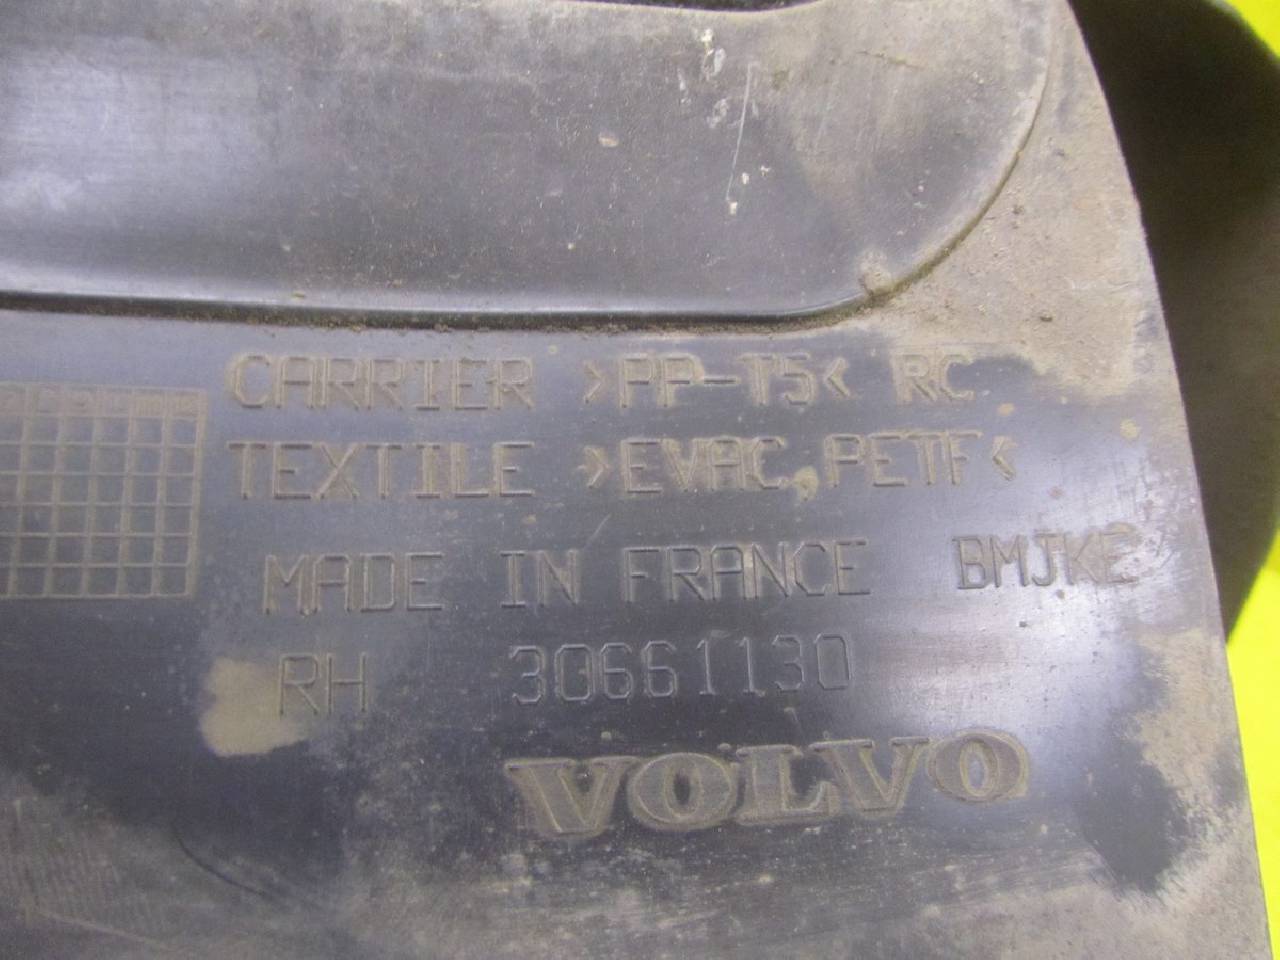 CARRIER >PP-T5< RC
TEXTILE >EVAC,PETF<
MADE IN FRANCE BMJKE
RH 30661130
VOLVO